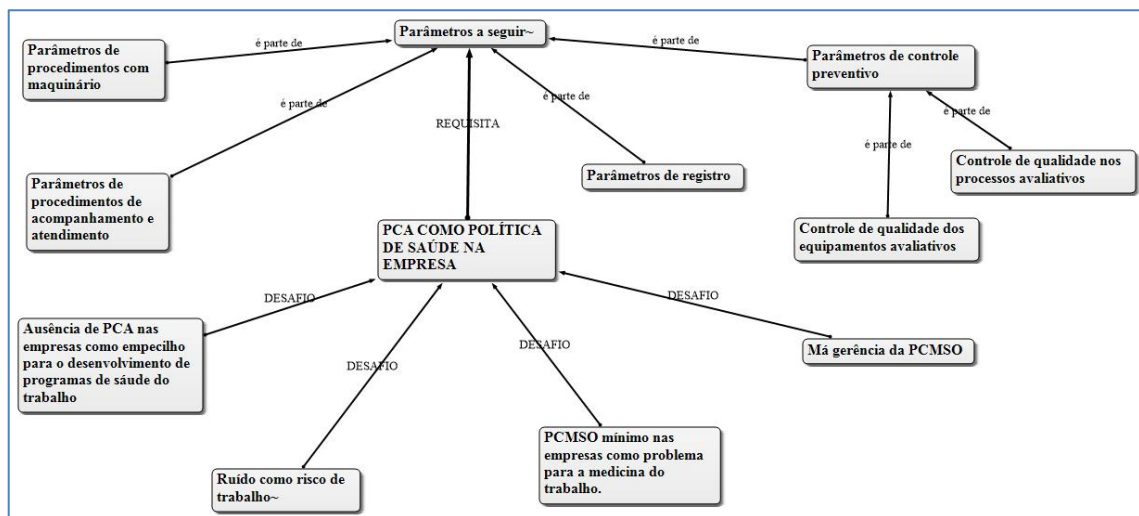 Parâmetros a seguir~
é parte de
é parte de
Parâmetros de
procedimentos com
maquinário
Parâmetros de controle
preventivo
é parte de
é parte de
REQUISITA
é parte de
é parte de
Controle de qualidade nos
processos avaliativos
Parâmetros de registro
Parâmetros de
procedimentos de
acompanhamento e
atendimento
PCA COMO POLÍTICA
DE SAÚDE NA
EMPRESA
Controle de qualidade dos
equipamentos avaliativos
DESAFIO
DESAFIO
Ausência de PCA nas
empresas como empecilho
para o desenvolvimento de
programas de sáude do
trabalho
Má gerência da PCMSO
DESAFIO
DESAFIO
PCMSO mínimo nas
empresas como problema
para a medicina do
trabalho.
Ruído como risco de
trabalho~